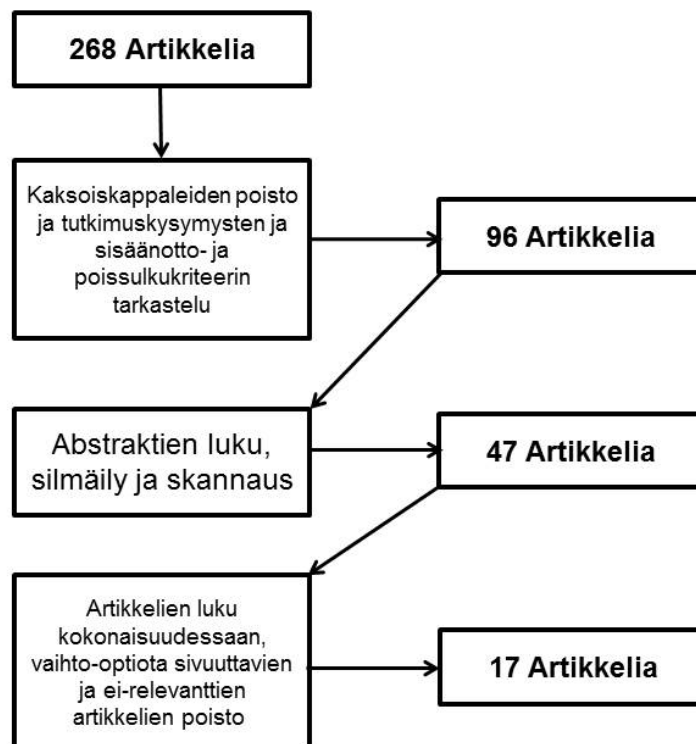 268 Artikkelia
Kaksoiskappaleiden poisto
ja tutkimuskysymysten ja
sisäänotto- ja
poissulkukriteerin
tarkastelu
96 Artikkelia
Abstraktien luku,
silmäily ja skannaus
47 Artikkelia
Artikkelien luku
kokonaisuudessaan,
vaihto-optiota sivuuttavien
ja ei-relevanttien
artikkelien poisto
17 Artikkelia